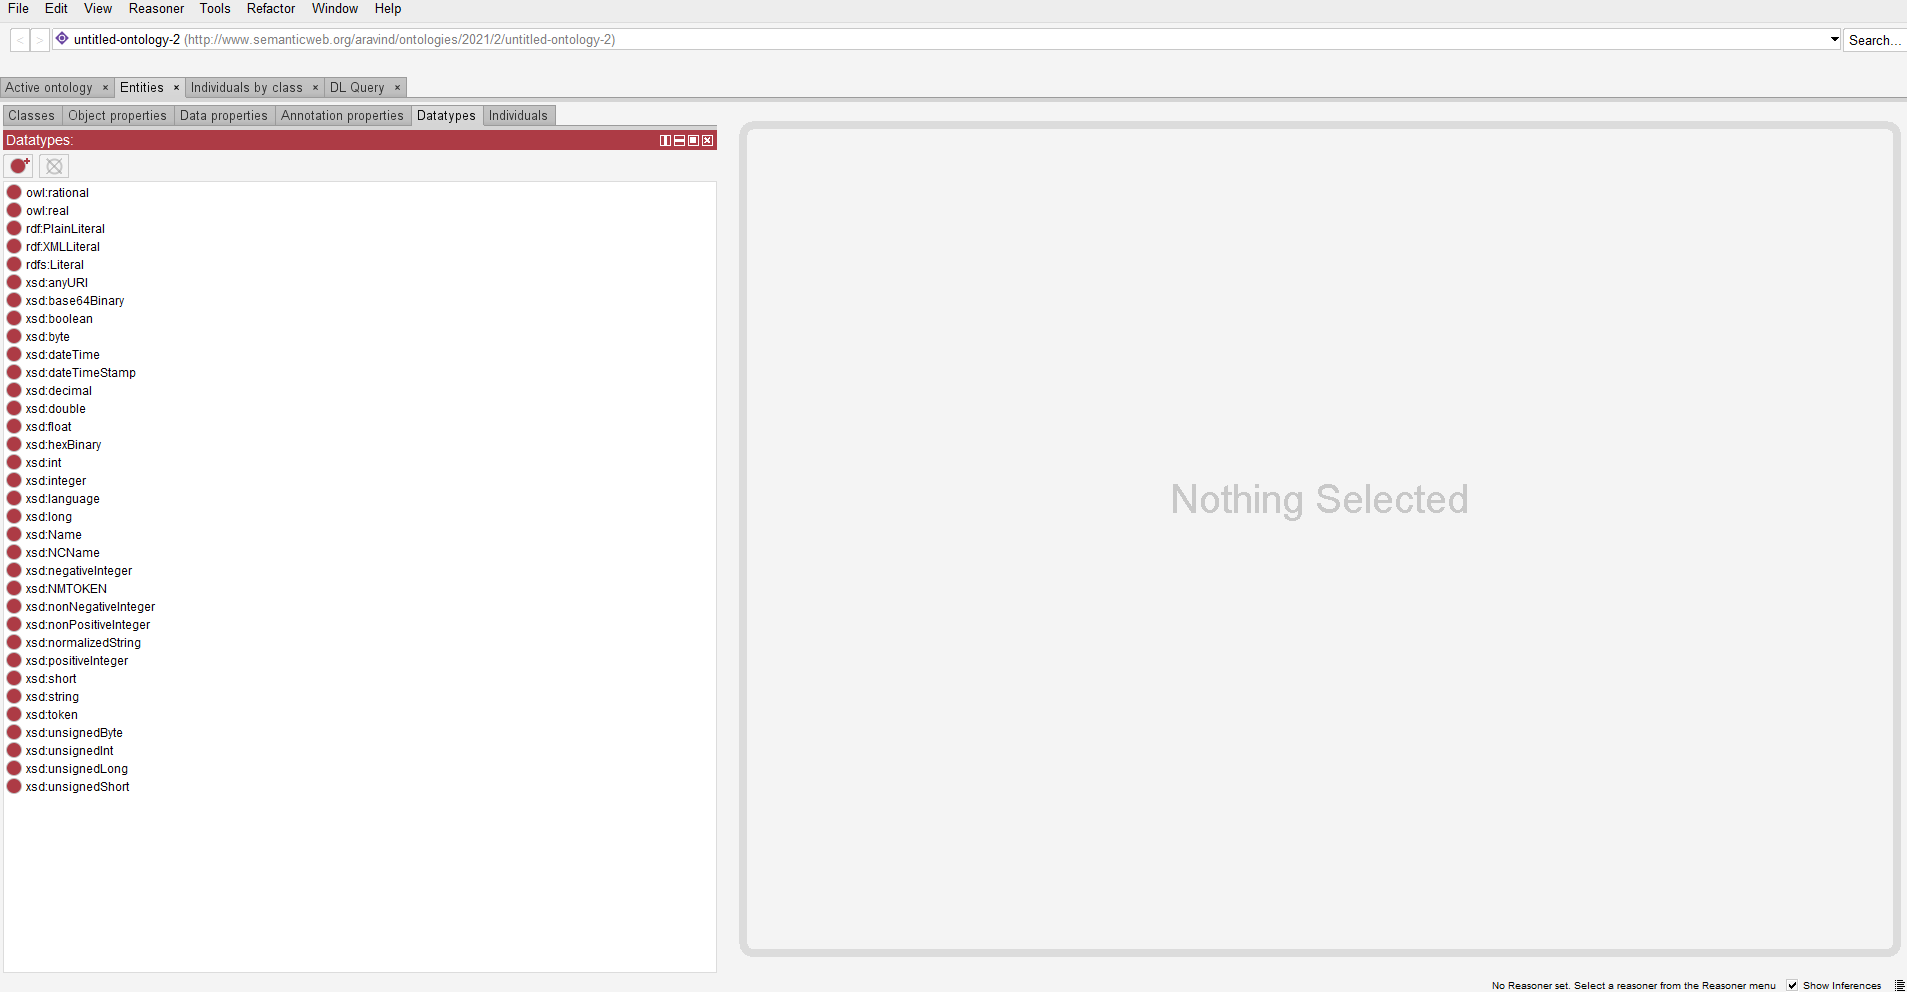 File Edit View Reasoner Tools Refactor Window Help
< > untitled-ontology-2 (http://www.semanticweb.org/aravind/ontologies/2021/2/untitled-ontology-2) Search...
Active ontology × Entities × Individuals by class × DL Query ×
Classes Object properties Data properties Annotation properties Datatypes Individuals
Datatypes:
owl:rational
owl:real
rdf:PlainLiteral
rdf:XMLLiteral
rdfs:Literal
xsd:anyURI
xsd:base64Binary
xsd:boolean
xsd:byte
xsd:dateTime
xsd:dateTimeStamp
xsd:decimal
xsd:double
xsd:float
xsd:hexBinary
xsd:int
xsd:integer
xsd:language
xsd:long
xsd:Name
xsd:NCName
xsd:negativeInteger
xsd:NMTOKEN
xsd:nonNegativeInteger
xsd:nonPositiveInteger
xsd:normalizedString
xsd:positiveInteger
xsd:short
xsd:string
xsd:token
xsd:unsignedByte
xsd:unsignedInt
xsd:unsignedLong
xsd:unsignedShort
Nothing Selected
No Reasoner set. Select a reasoner from the Reasoner menu Show Inferences